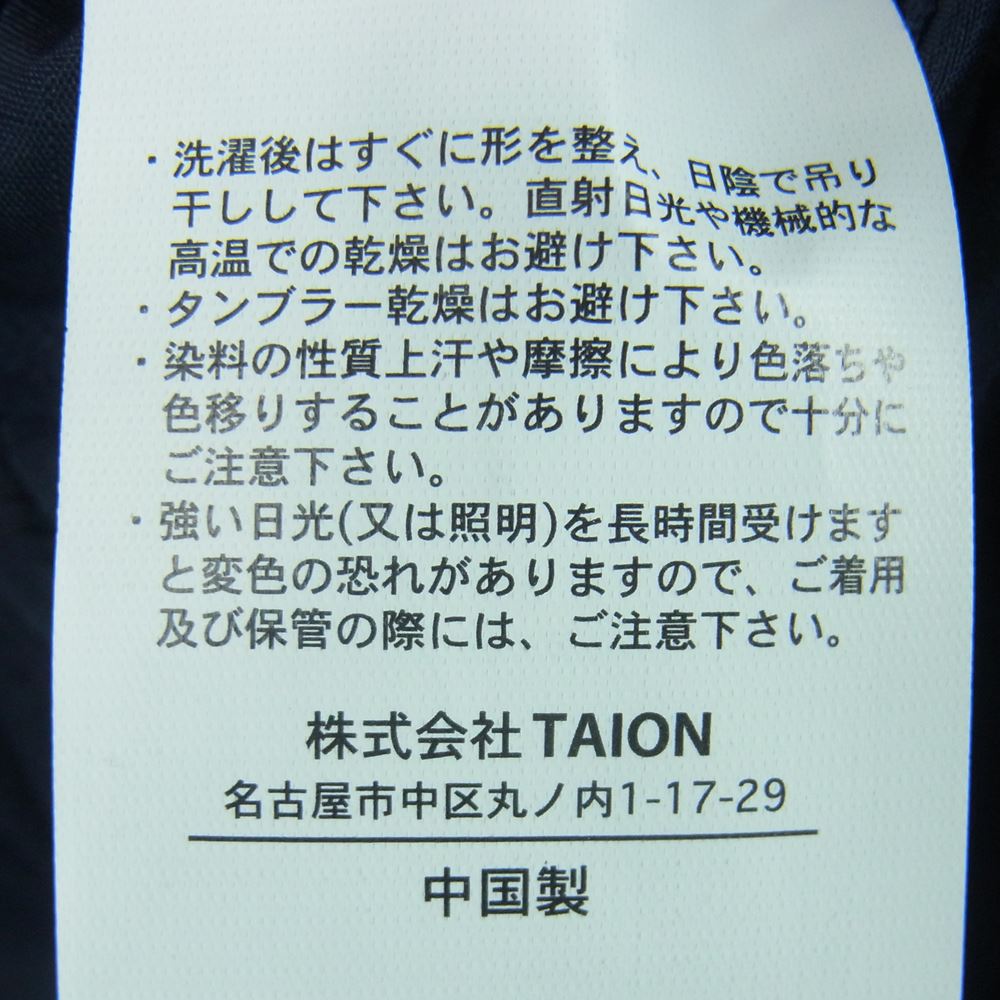 ・洗濯後はすぐに形を整え、日陰で吊り
干しして下さい。直射日光や機械的な
高温での乾燥はお避け下さい。
・タンブラー乾燥はお避け下さい。
・染料の性質上汗や摩擦により色落ちや
色移りすることがありますので十分に
ご注意下さい。
・強い日光(又は照明)を長時間受けます
と変色の恐れがありますので、ご着用
及び保管の際には、ご注意下さい。
株式会社 TAION
名古屋市中区丸ノ内1-17-29
中国製